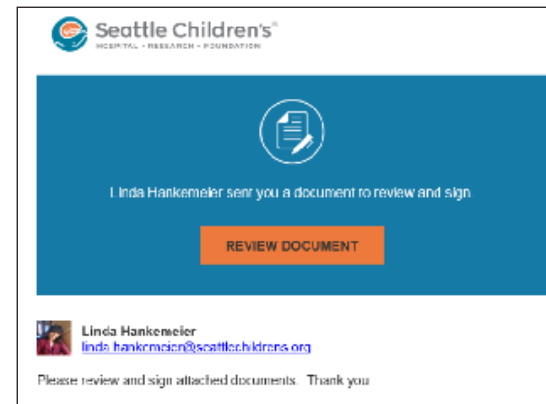 Seattle Children's®
HOSPITAL • RESEARCH • FOUNDATION
Linda Hankemeier sent you a document to review and sign
REVIEW DOCUMENT
Linda Hankemeier
linda.hankemeier@seattlechildrens.org
Please review and sign attached documents. Thank you